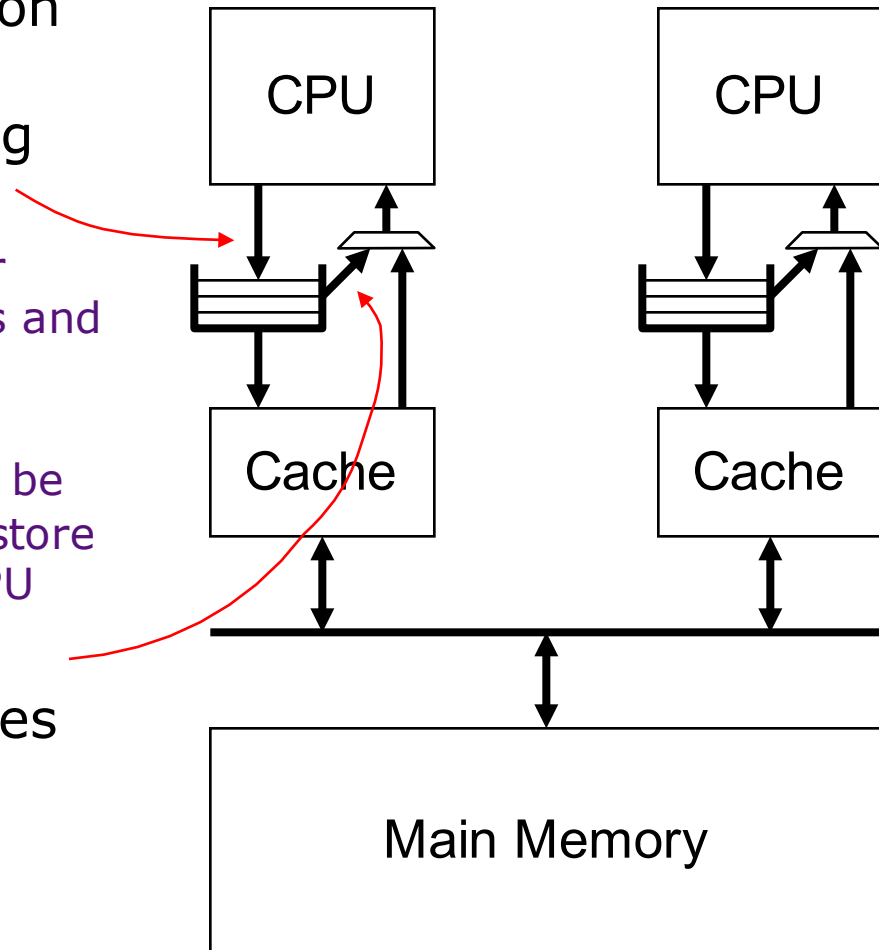 on
CPU CPU
g
r
s and
be
Cache Cache
store
PU
es
Main Memory